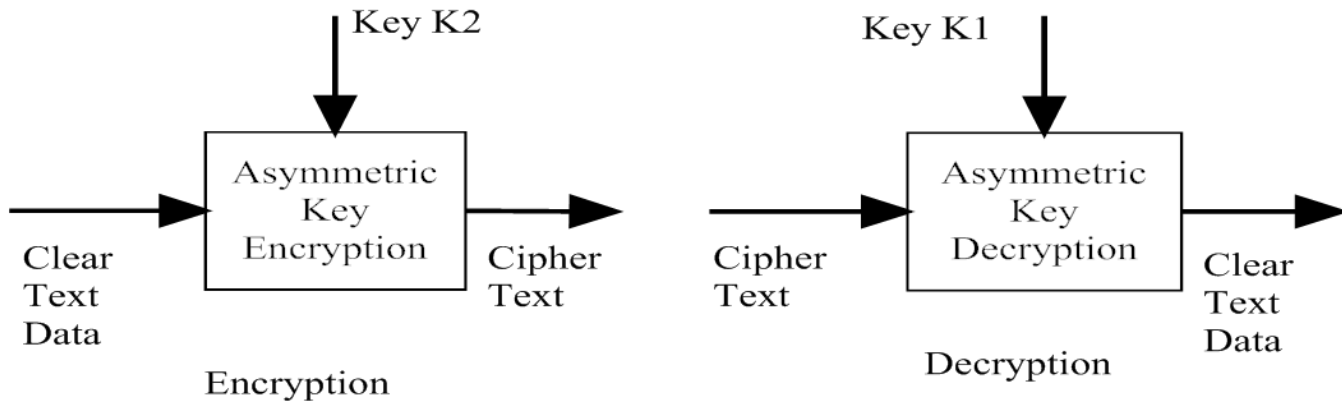 Key K2
Asymmetric
Key
Encryption
Clear
Text
Data
Cipher
Text
Encryption
Key K1
Asymmetric
Key
Decryption
Cipher
Text
Clear
Text
Data
Decryption